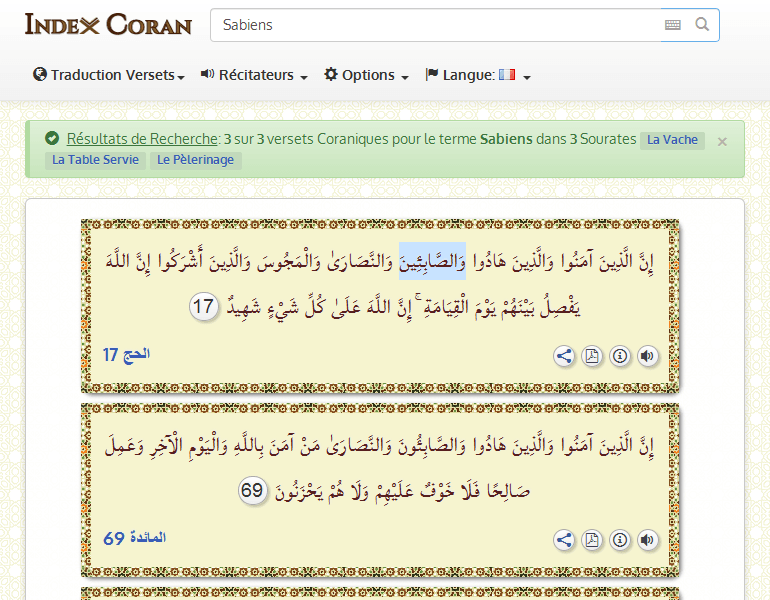 Index Coran
Sabiens
Traduction Versets
Récitateurs
Options
Langue:
Résultats de Recherche: 3 sur 3 versets Coraniques pour le terme Sabiens dans 3 Sourates La Vache ×
La Table Servie Le Pèlerinage
إِنَّ الَّذِينَ آمَنُوا وَالَّذِينَ هَادُوا وَالصَّابِئِينَ وَالنَّصَارَىٰ وَالْمَجُوسَ وَالَّذِينَ أَشْرَكُوا إِنَّ اللَّهَ
يَفْصِلُ بَيْنَهُمْ يَوْمَ الْقِيَامَةِ ۚ إِنَّ اللَّهَ عَلَىٰ كُلِّ شَيْءٍ شَهِيدٌ 17
الحج 17
إِنَّ الَّذِينَ آمَنُوا وَالَّذِينَ هَادُوا وَالصَّابِئُونَ وَالنَّصَارَىٰ مَنْ آمَنَ بِاللَّهِ وَالْيَوْمِ الْآخِرِ وَعَمِلَ
صَالِحًا فَلَا خَوْفٌ عَلَيْهِمْ وَلَا هُمْ يَحْزَنُونَ 69
المائدة 69